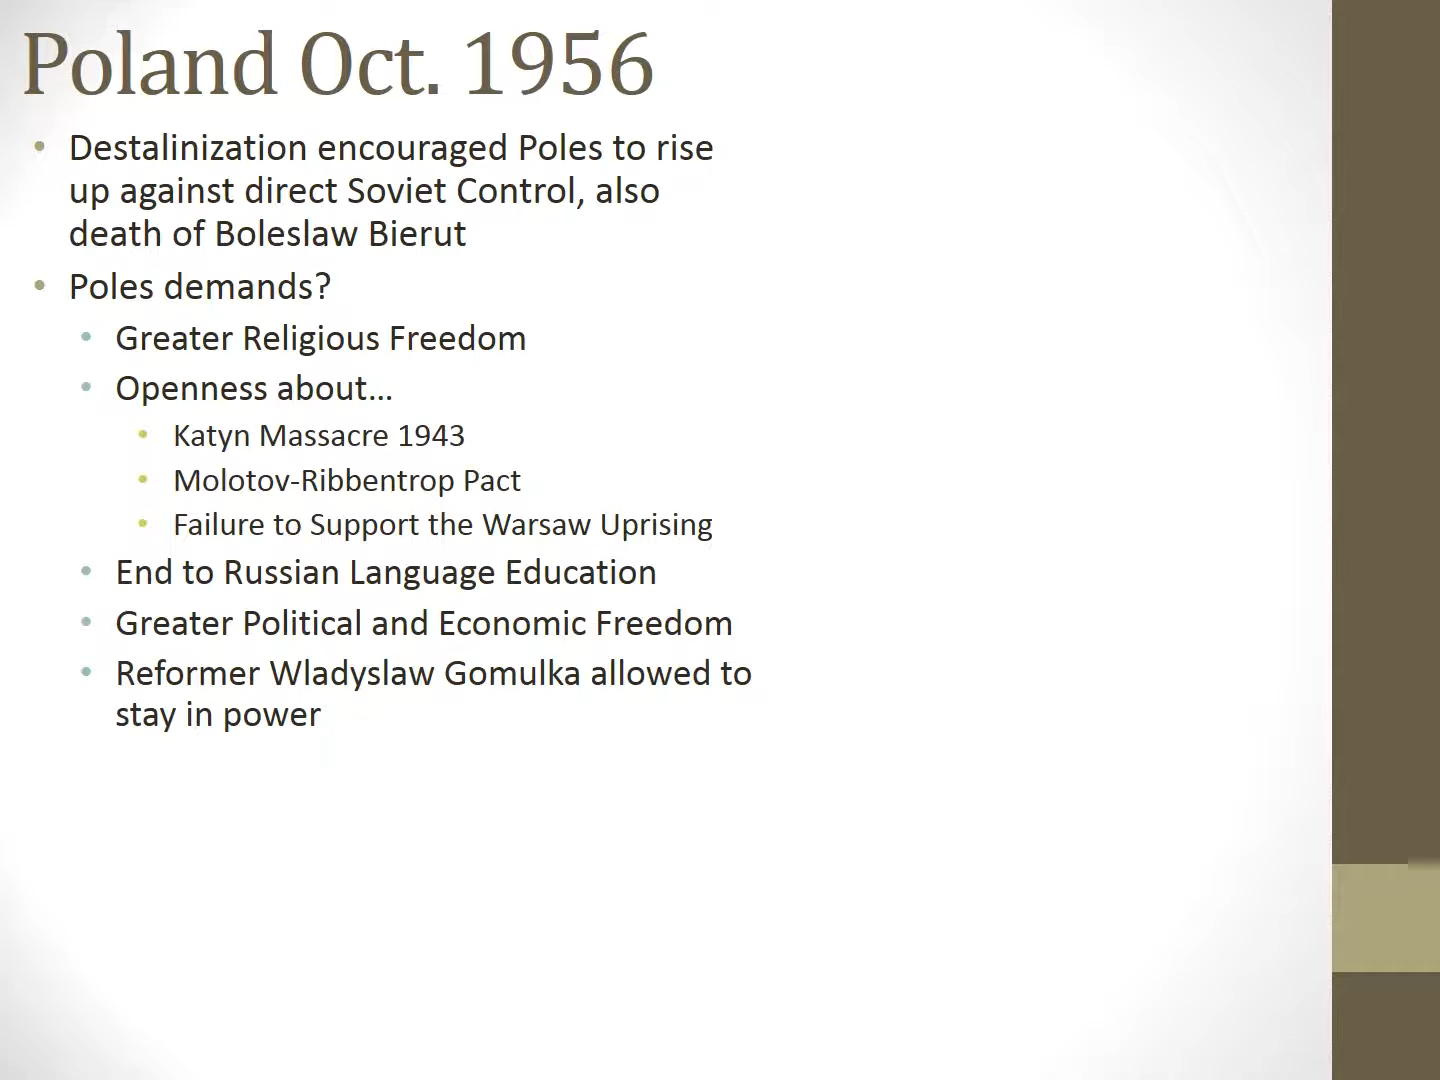 Poland Oct. 1956
• Destalinization encouraged Poles to rise
up against direct Soviet Control, also
death of Boleslaw Bierut
• Poles demands?
• Greater Religious Freedom
• Openness about...
• Katyn Massacre 1943
• Molotov-Ribbentrop Pact
• Failure to Support the Warsaw Uprising
• End to Russian Language Education
• Greater Political and Economic Freedom
• Reformer Wladyslaw Gomulka allowed to
stay in power